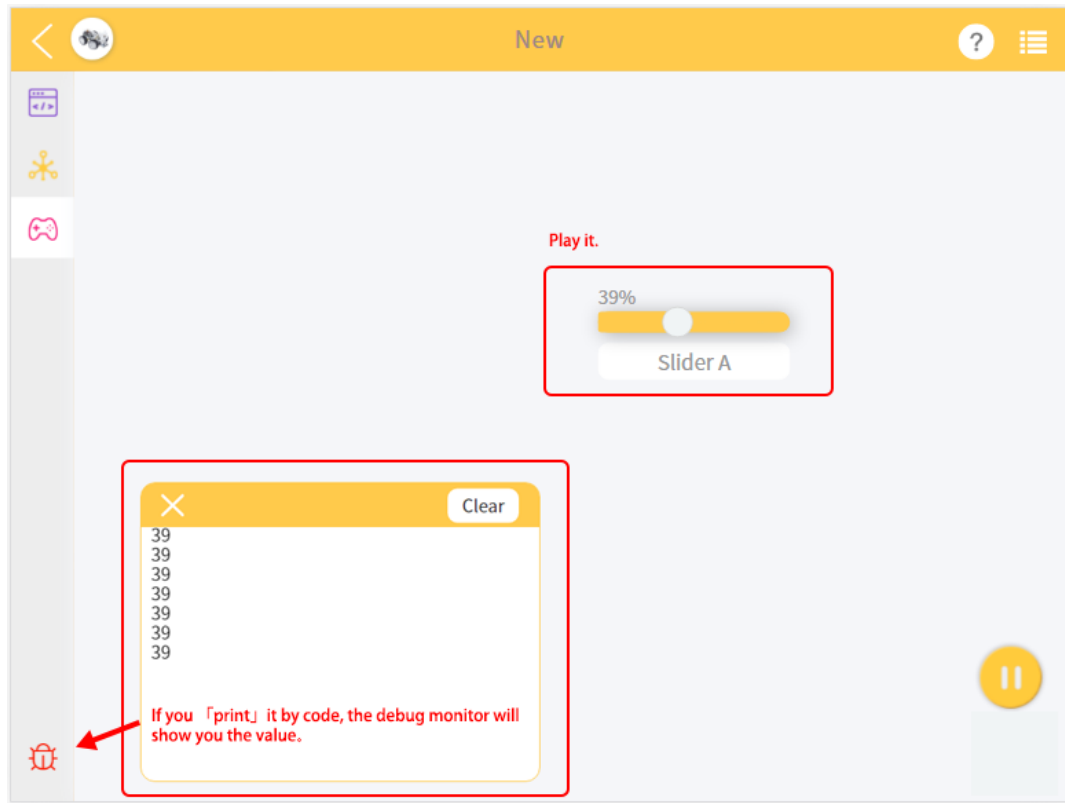 New
?
</>
Play it.
39%
Slider A
Clear
39
39
39
39
39
39
39
If you 「print」 it by code, the debug monitor will
show you the value。